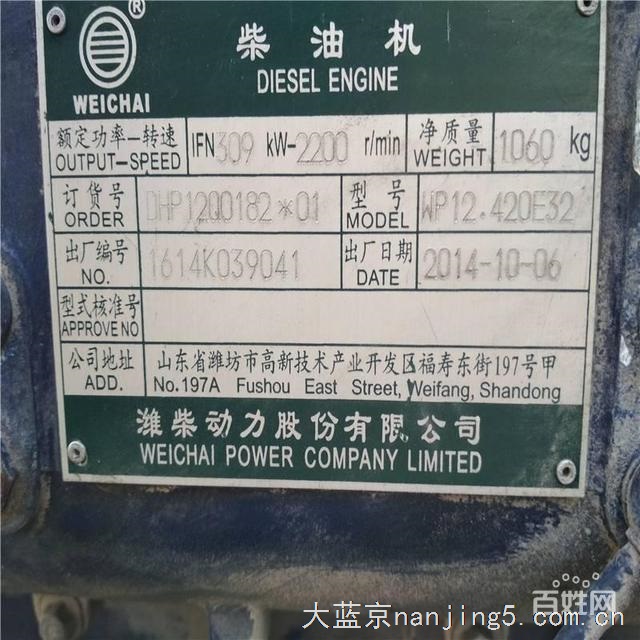 ®
WEICHAI
柴油机
DIESEL ENGINE
额定功率—转速 IFN309 kW-2200 r/min 净质量 1060 kg
OUTPUT-SPEED WEIGHT
订货号 DHP12Q0182*01 型号 WP12.420E32
ORDER MODEL
出厂编号 1614K039041 出厂日期 2014-10-06
NO. DATE
型式核准号
APPROVE NO
公司地址 山东省潍坊市高新技术产业开发区福寿东街197号甲
ADD. No.197A Fushou East Street, Weifang, Shandong
潍柴动力股份有限公司
WEICHAI POWER COMPANY LIMITED
百姓网
大蓝京nanjing5.com.cn